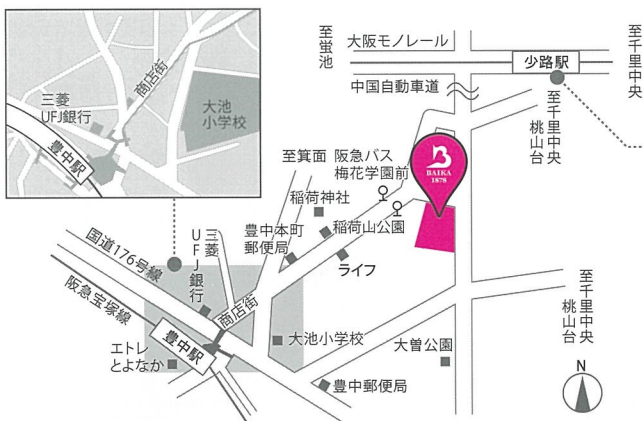 三菱
UFJ銀行
商店街
大池
小学校
豊中駅
至蛍池
大阪モノレール
中国自動車道
少路駅
至千里中央
至千里中央
桃山台
至箕面
阪急バス
梅花学園前
BAIKA
1878
稲荷神社
稲荷山公園
豊中本町
郵便局
ライフ
国道176号線
三菱
UFJ銀行
商店街
阪急宝塚線
豊中駅
エトレ
とよなか
大池小学校
大曽公園
豊中郵便局
至千里中央
桃山台
N